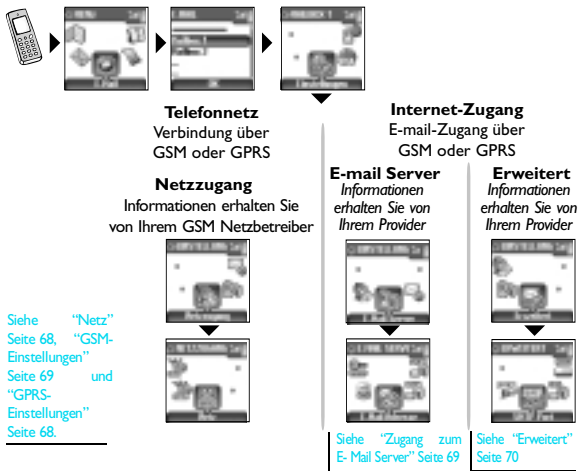 Telefonnetz
Verbindung über
GSM oder GPRS
Internet-Zugang
E-mail-Zugang über
GSM oder GPRS
Netzzugang
Informationen erhalten Sie
von Ihrem GSM Netzbetreiber
E-mail Server
Informationen
erhalten Sie von
Ihrem Provider
Erweitert
Informationen
erhalten Sie von
Ihrem Provider
Siehe "Netz"
Seite 68, "GSM-
Einstellungen"
Seite 69 und
"GPRS-
Einstellungen"
Seite 68.
Siehe "Zugang zum
E- Mail Server" Seite 69
Siehe "Erweitert"
Seite 70